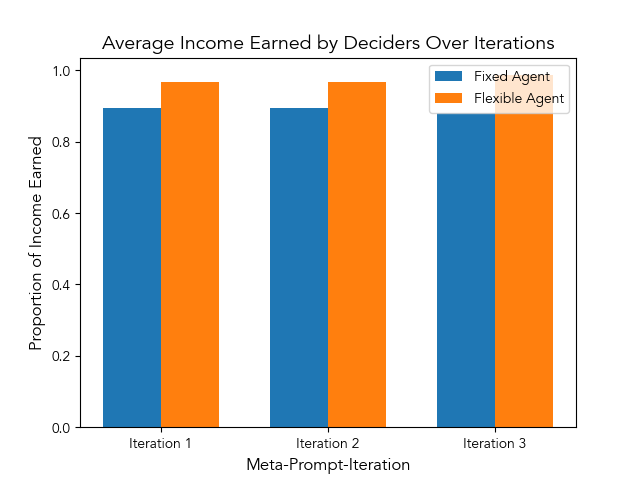 Average Income Earned by Deciders Over Iterations
Fixed Agent
Flexible Agent
Proportion of Income Earned
1.0
0.8
0.6
0.4
0.2
0.0
Iteration 1
Iteration 2
Iteration 3
Meta-Prompt-Iteration